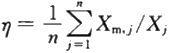 η = 1/n ∑_{j=1}^{n} X_{m,j} / X_j